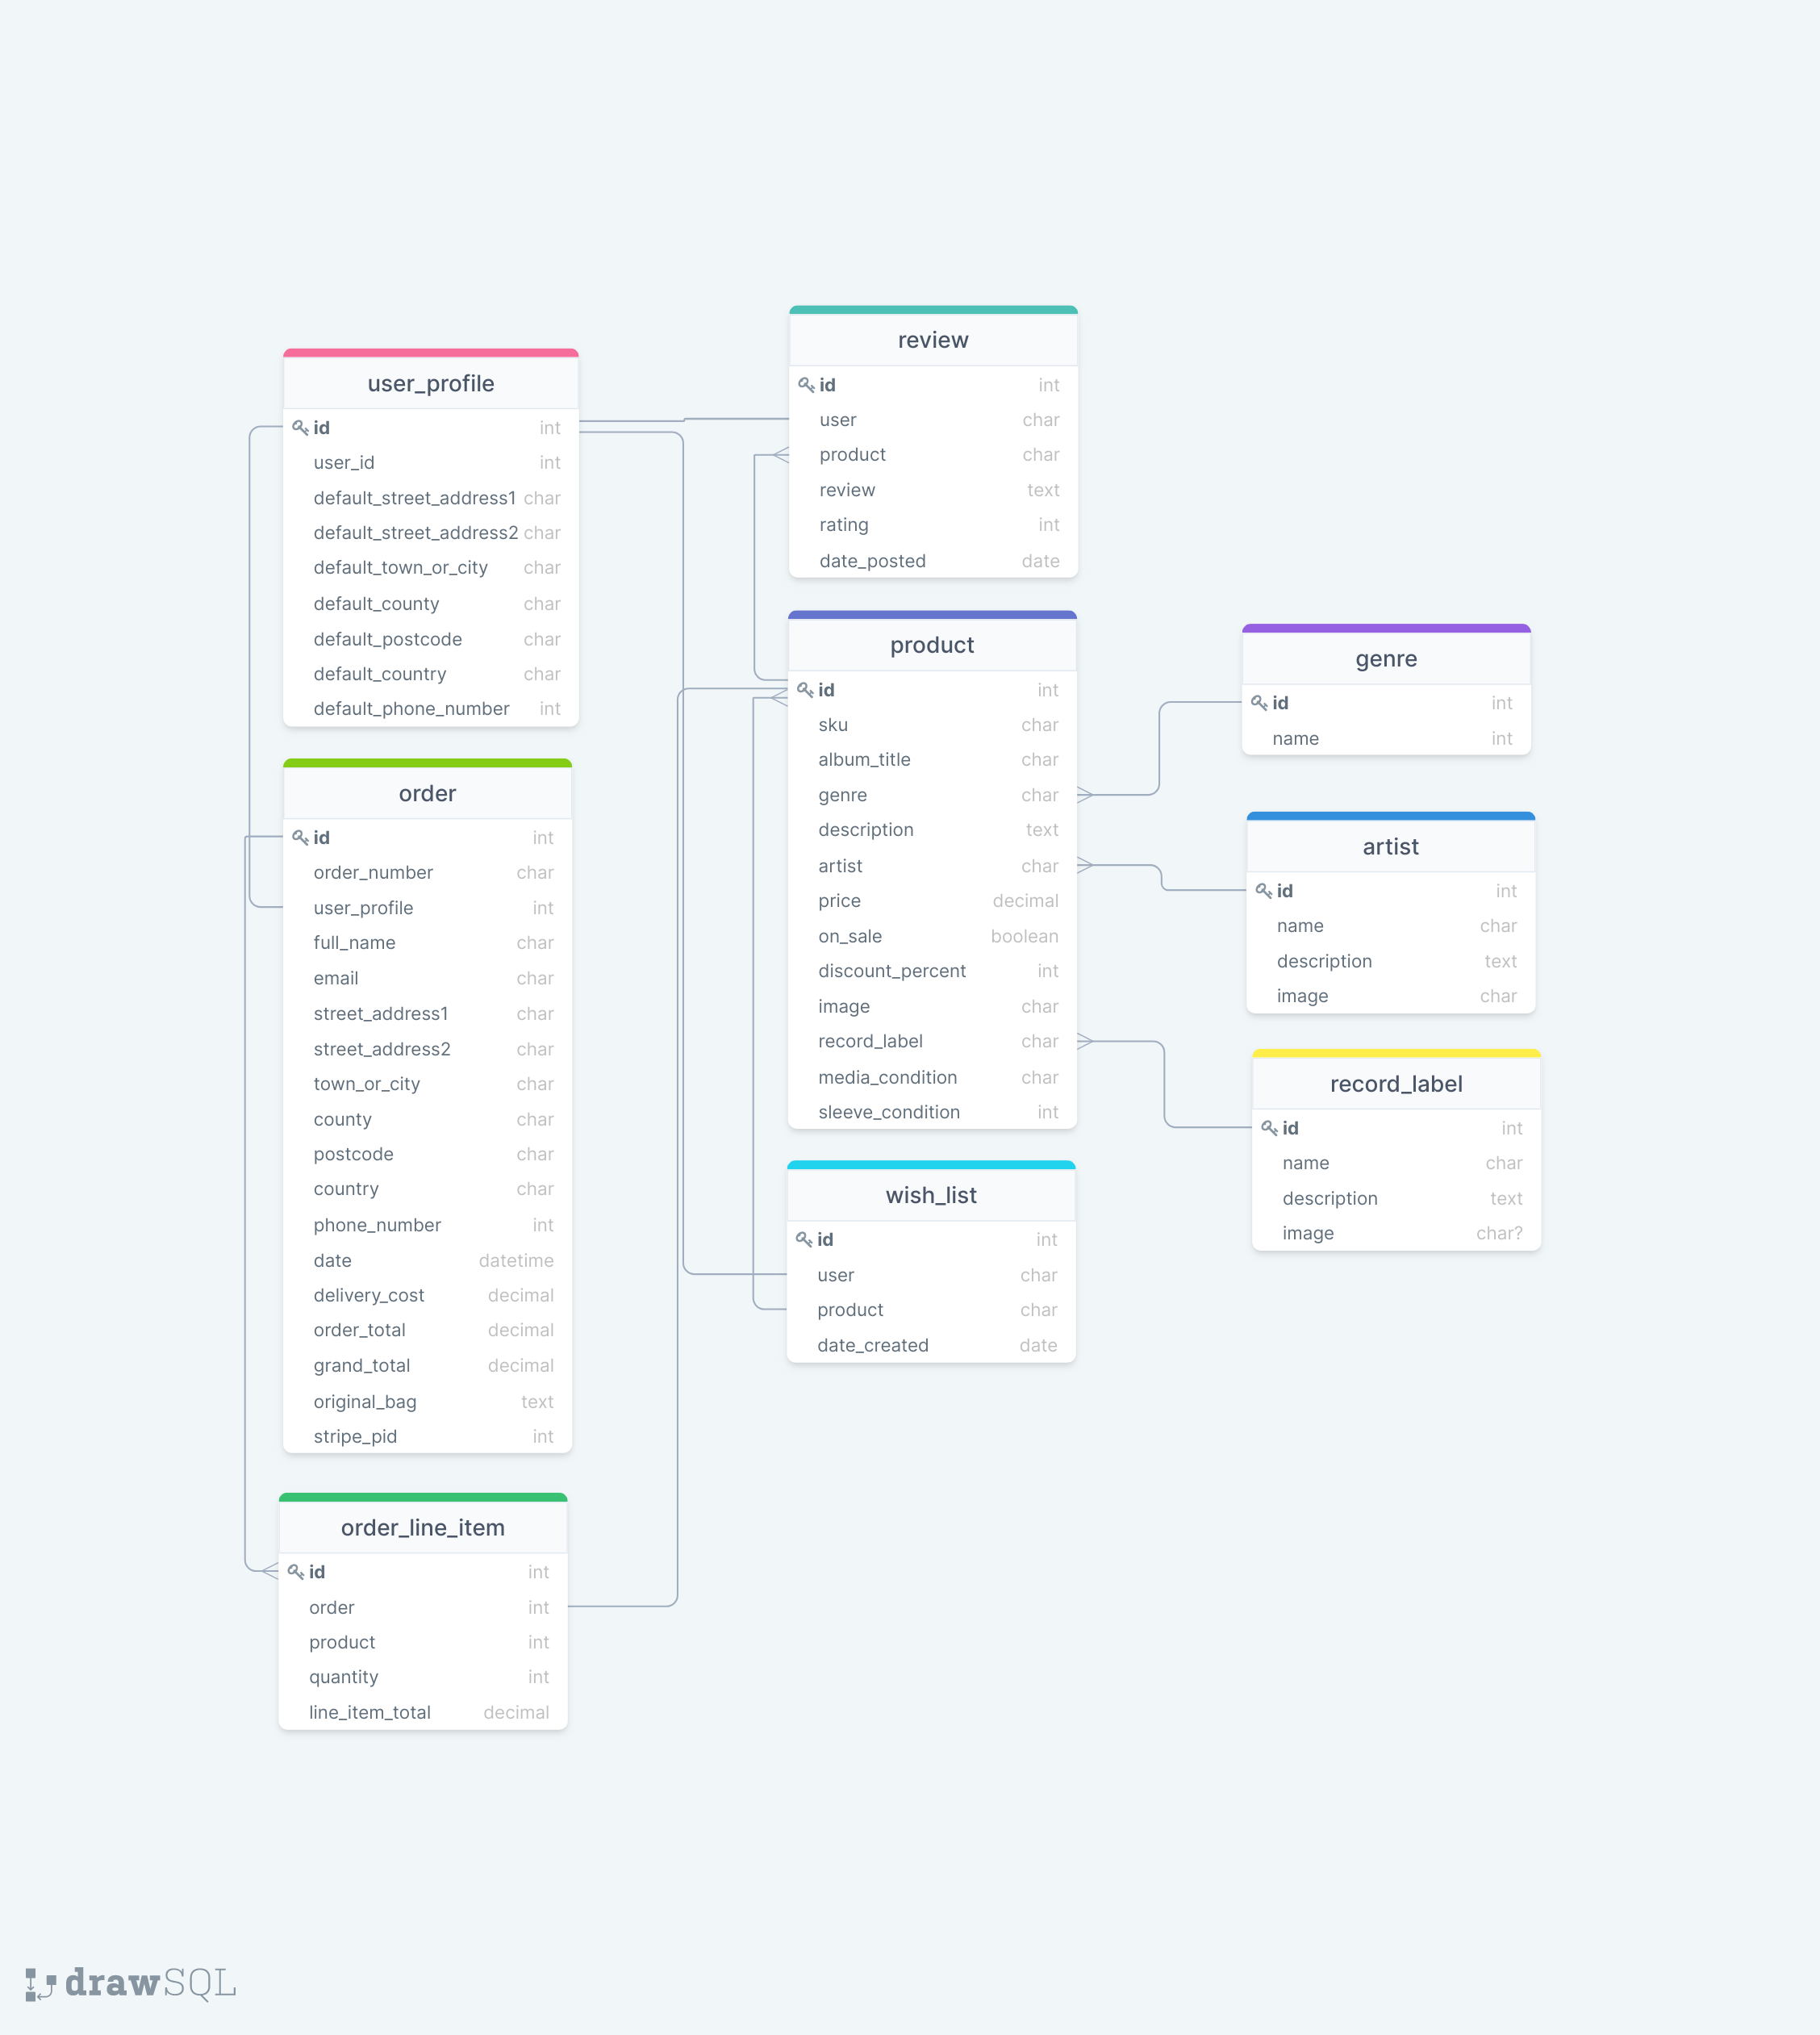 user_profile
id int
user_id int
default_street_address1 char
default_street_address2 char
default_town_or_city char
default_county char
default_postcode char
default_country char
default_phone_number int
order
id int
order_number char
user_profile int
full_name char
email char
street_address1 char
street_address2 char
town_or_city char
county char
postcode char
country char
phone_number int
date datetime
delivery_cost decimal
order_total decimal
grand_total decimal
original_bag text
stripe_pid int
order_line_item
id int
order int
product int
quantity int
line_item_total decimal
review
id int
user char
product char
review text
rating int
date_posted date
product
id int
sku char
album_title char
genre char
description text
artist char
price decimal
on_sale boolean
discount_percent int
image char
record_label char
media_condition char
sleeve_condition int
wish_list
id int
user char
product char
date_created date
genre
id int
name int
artist
id int
name char
description text
image char
record_label
id int
name char
description text
image char?
drawSQL